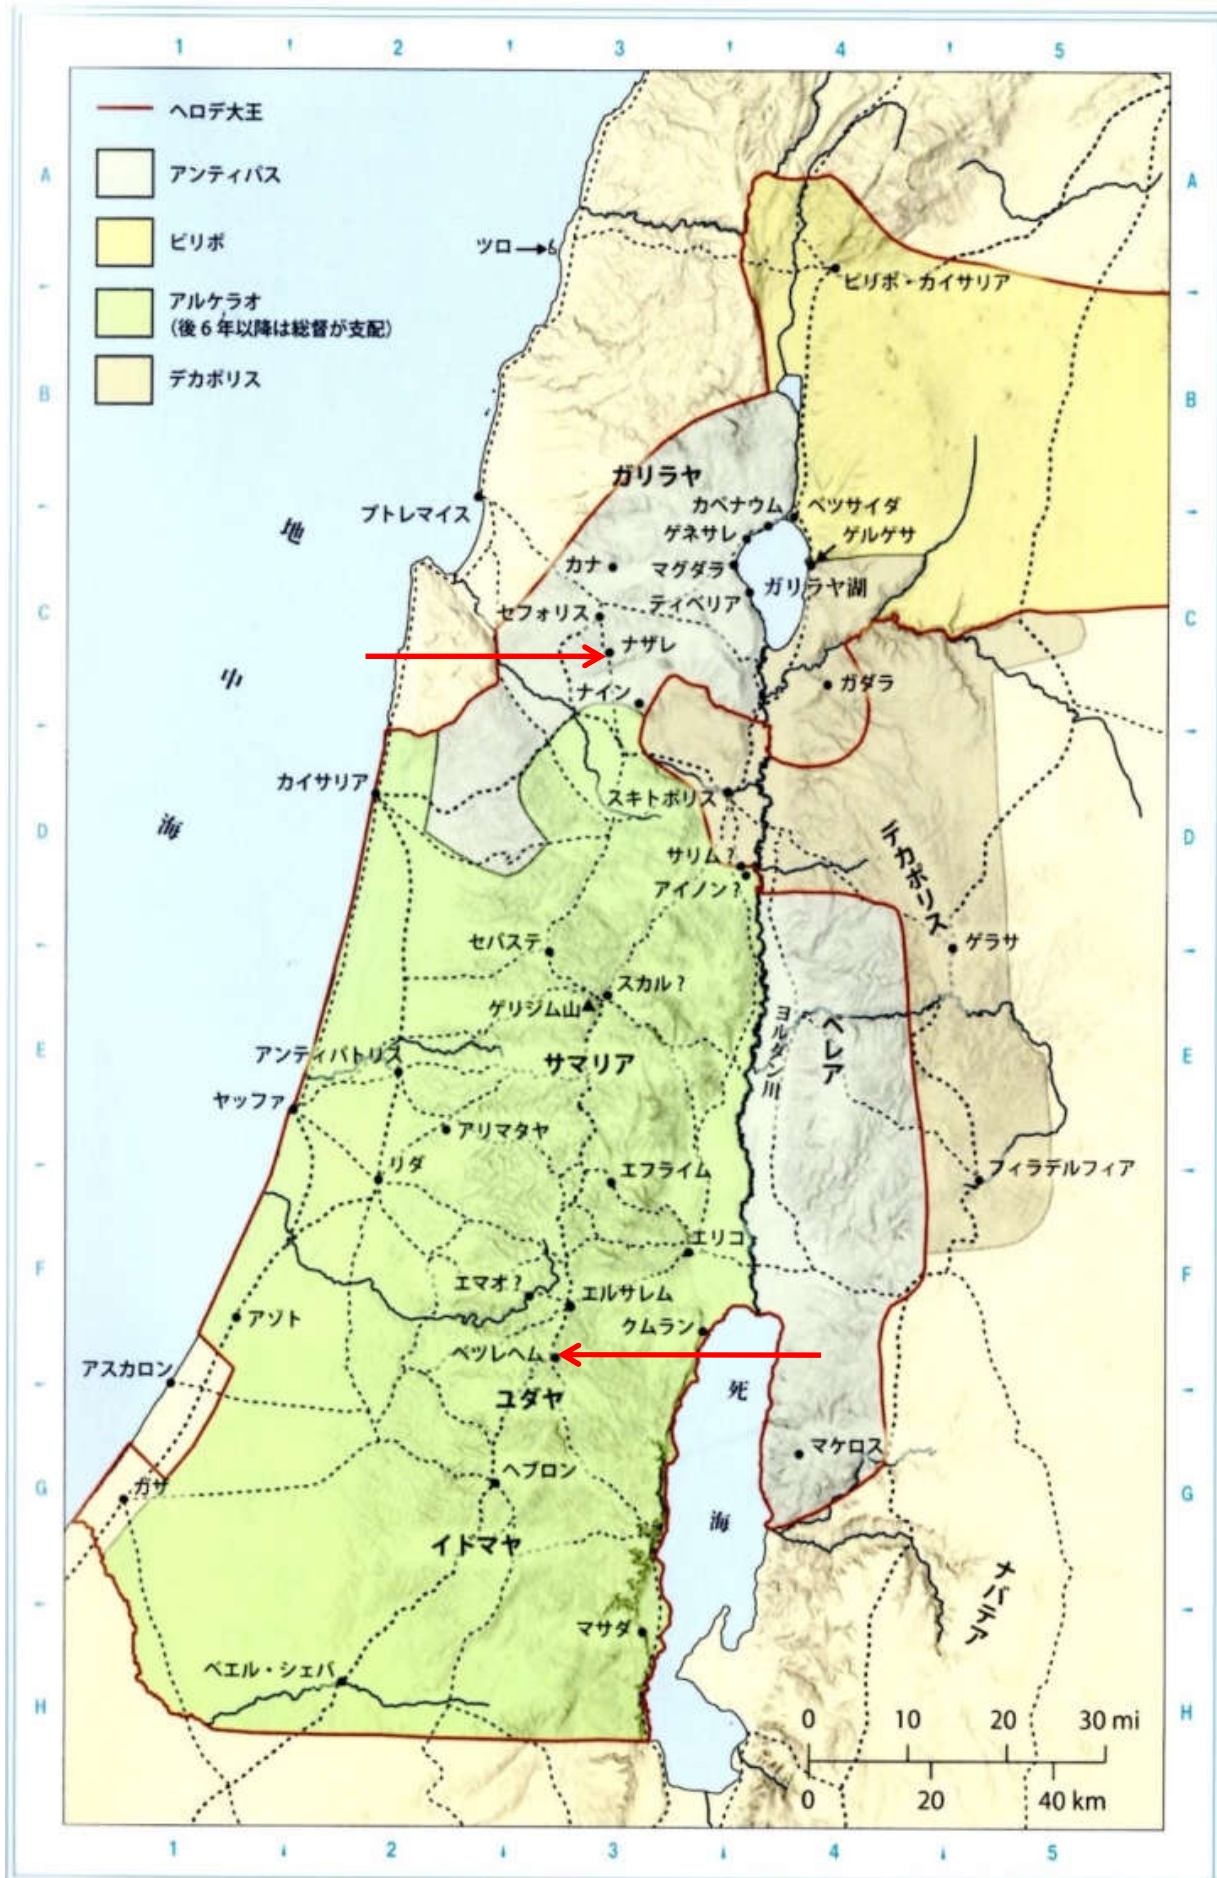 1 2 3 4 5
ヘロデ大王
アンティパス
ピリポ
アルケラオ
(後6年以降は総督が支配)
デカポリス
A
A
ツロ
ピリポ・カイサリア
B
B
ガリラヤ
プトレマイス
カペナウム
ベツサイダ
ゲネサレ
ゲルゲサ
地
カナ
マグダラ
ガリラヤ湖
ティベリア
C
C
セフォリス
ナザレ
中
ガダラ
ナイン
カイサリア
スキトポリス
海
D
D
デカポリス
サリム?
アイノン?
セバステ
ゲラサ
スカル?
ゲリジム山
ヨルダン川
ペレア
E
E
アンティパトリス
サマリア
ヤッファ
アリマタヤ
リダ
エフライム
フィラデルフィア
エリコ
F
F
エマオ?
エルサレム
アゾト
クムラン
ベツレヘム
アスカロン
死
ユダヤ
マケロス
ガザ
ヘブロン
G
G
海
イドマヤ
ナバテア
マサダ
ベエル・シェバ
H
H
0 10 20 30 mi
0 20 40 km
1 2 3 4 5